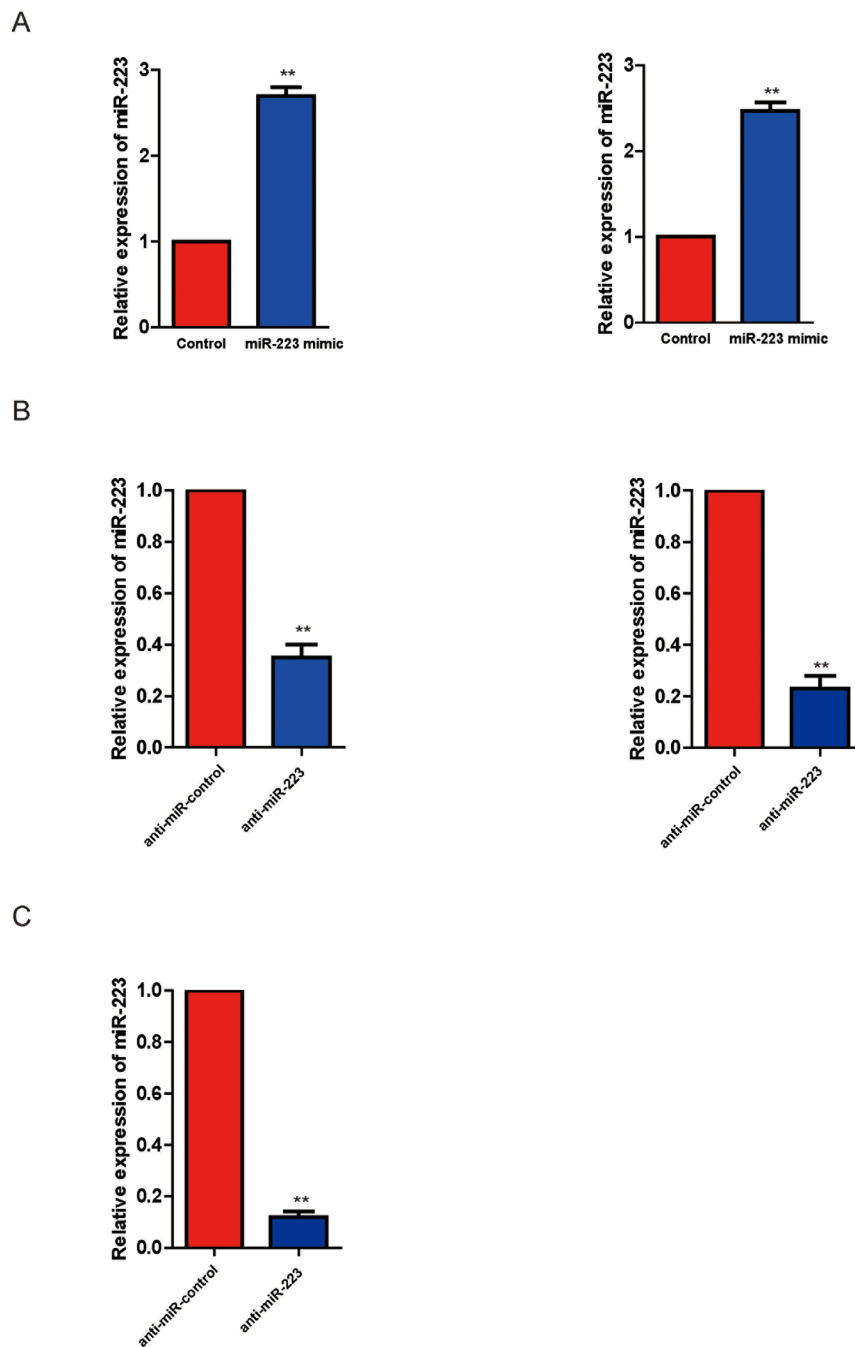 A
Relative expression of miR-223
3
2
1
0
**
Control
miR-223 mimic
Relative expression of miR-223
3
2
1
0
**
Control
miR-223 mimic
B
Relative expression of miR-223
1.0
0.8
0.6
0.4
0.2
0.0
**
anti-miR-control
anti-miR-223
Relative expression of miR-223
1.0
0.8
0.6
0.4
0.2
0.0
**
anti-miR-control
anti-miR-223
C
Relative expression of miR-223
1.0
0.8
0.6
0.4
0.2
0.0
**
anti-miR-control
anti-miR-223